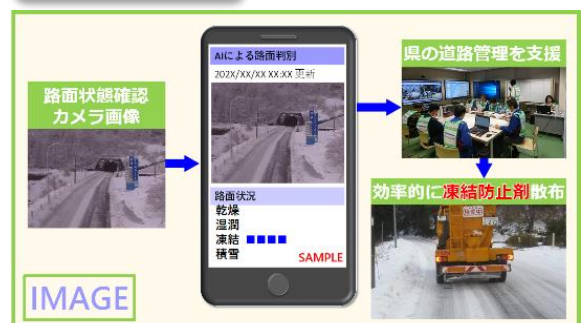 路面状態確認
カメラ画像
AIによる路面判別
202X/XX/XX XX:XX 更新
路面状況
乾燥
湿潤
凍結 ■■■■
積雪
SAMPLE
県の道路管理を支援
効率的に凍結防止剤散布
IMAGE